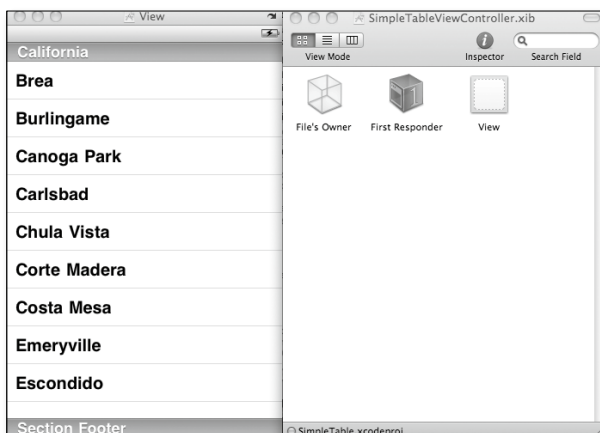 View
California
Brea
Burlingame
Canoga Park
Carlsbad
Chula Vista
Corte Madera
Costa Mesa
Emeryville
Escondido
Section Footer
SimpleTableViewController.xib
View Mode
Inspector
Search Field
File's Owner
First Responder
View
SimpleTable.xcodeproj